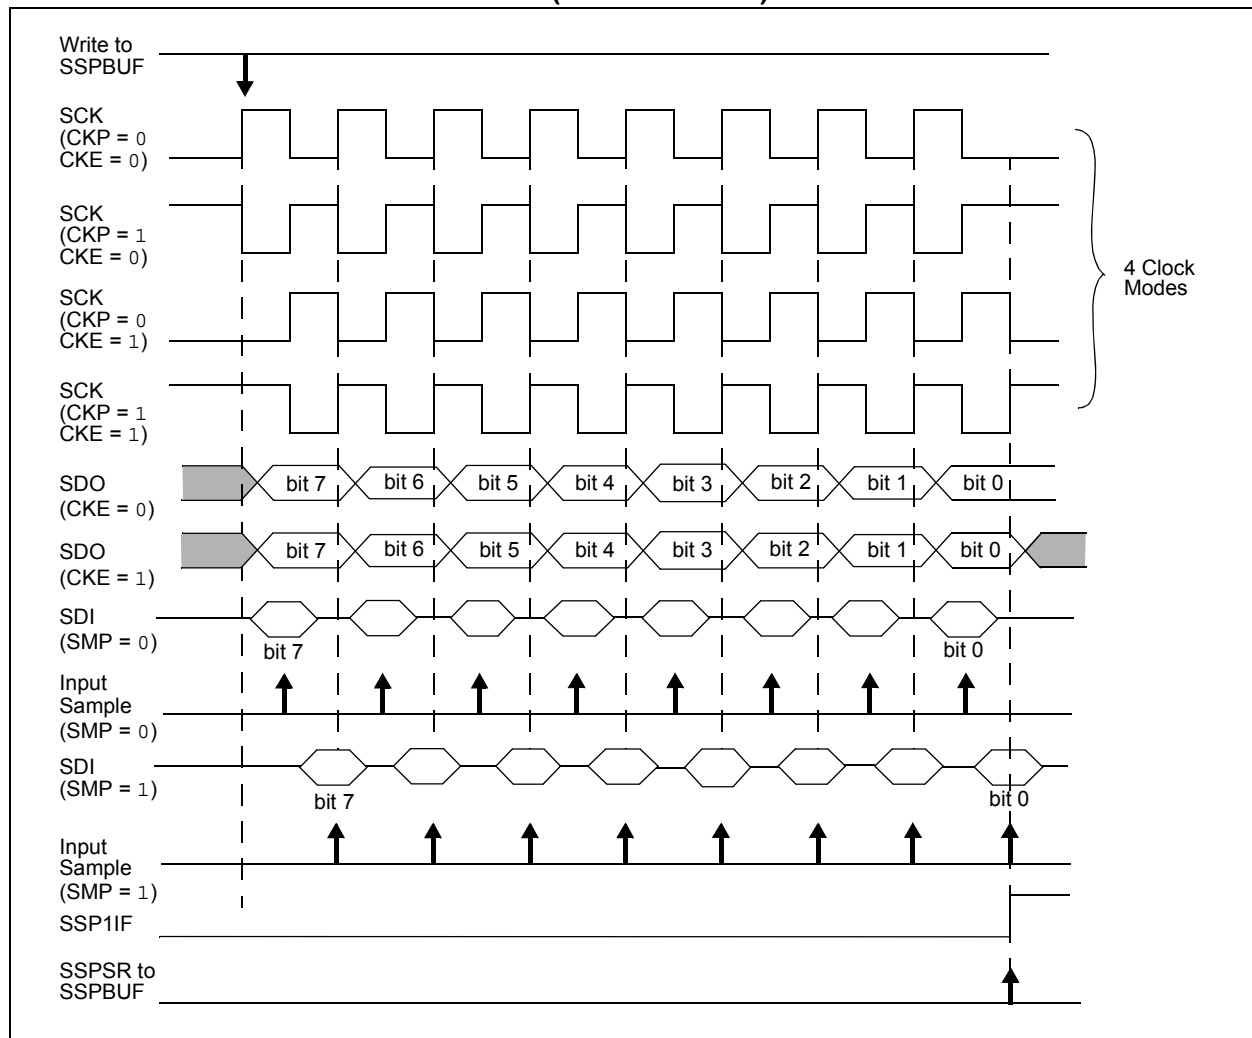 Write to
SSPBUF
SCK
(CKP = 0
CKE = 0)
SCK
(CKP = 1
CKE = 0)
SCK
(CKP = 0
CKE = 1)
SCK
(CKP = 1
CKE = 1)
4 Clock
Modes
SDO
(CKE = 0)
bit 7 bit 6 bit 5 bit 4 bit 3 bit 2 bit 1 bit 0
SDO
(CKE = 1)
bit 7 bit 6 bit 5 bit 4 bit 3 bit 2 bit 1 bit 0
SDI
(SMP = 0)
bit 7 bit 0
Input
Sample
(SMP = 0)
SDI
(SMP = 1)
bit 7 bit 0
Input
Sample
(SMP = 1)
SSP1IF
SSPSR to
SSPBUF